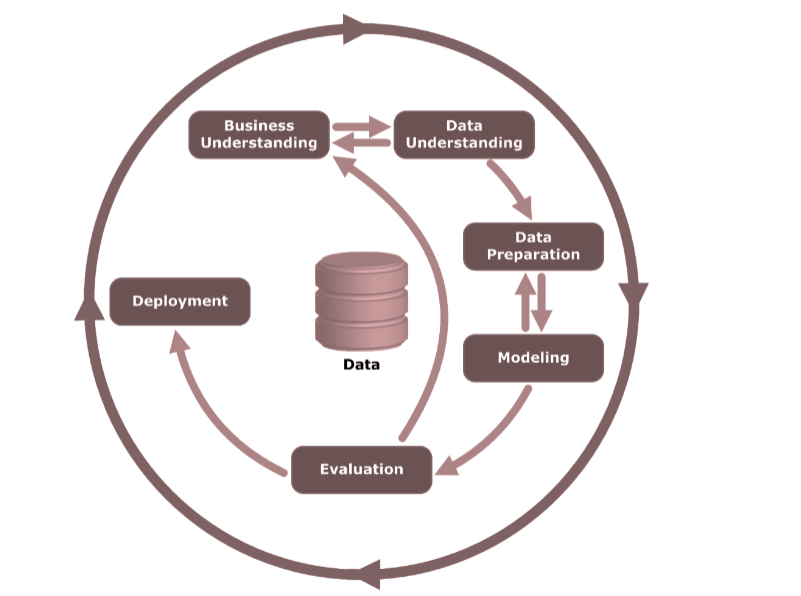 Business
Understanding
Data
Understanding
Data
Preparation
Deployment
Modeling
Data
Evaluation